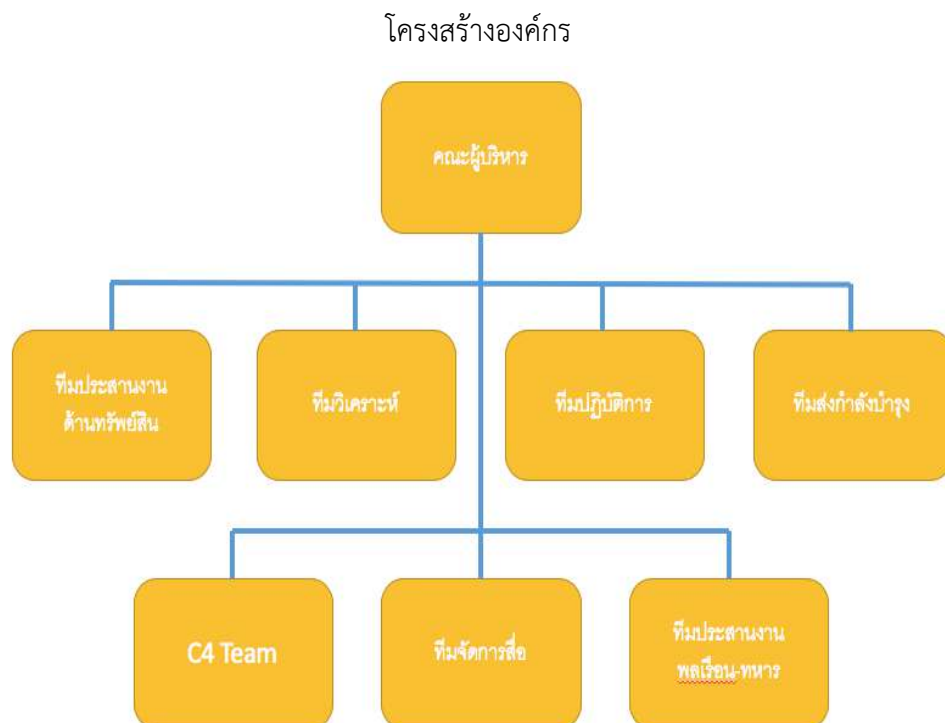 โครงสร้างองค์กร
คณะผู้บริหาร
ทีมประสานงาน
ด้านทรัพย์สิน
ทีมวิเคราะห์
ทีมปฏิบัติการ
ทีมส่งกำลังบำรุง
C4 Team
ทีมจัดการสื่อ
ทีมประสานงาน
พลเรือน-ทหาร